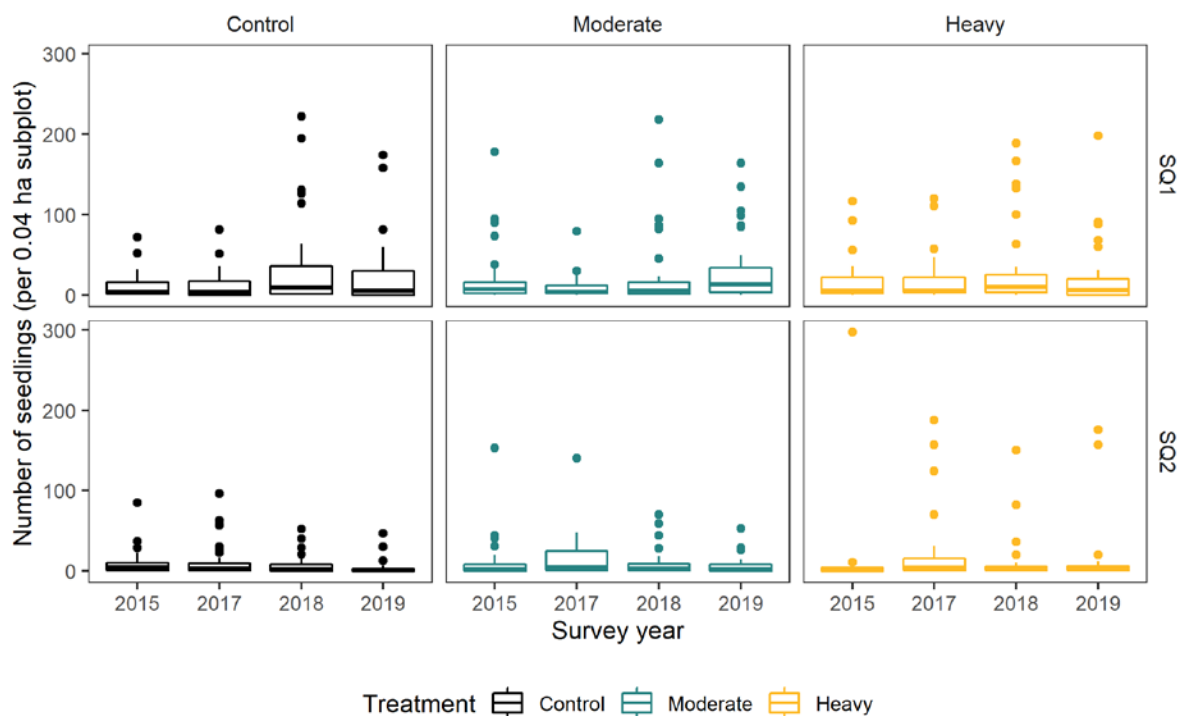 Control Moderate Heavy
Number of seedlings (per 0.04 ha subplot)
300
200
100
0
SQ1
300
200
100
0
SQ2
2015 2017 2018 2019 2015 2017 2018 2019 2015 2017 2018 2019
Survey year
Treatment Control Moderate Heavy